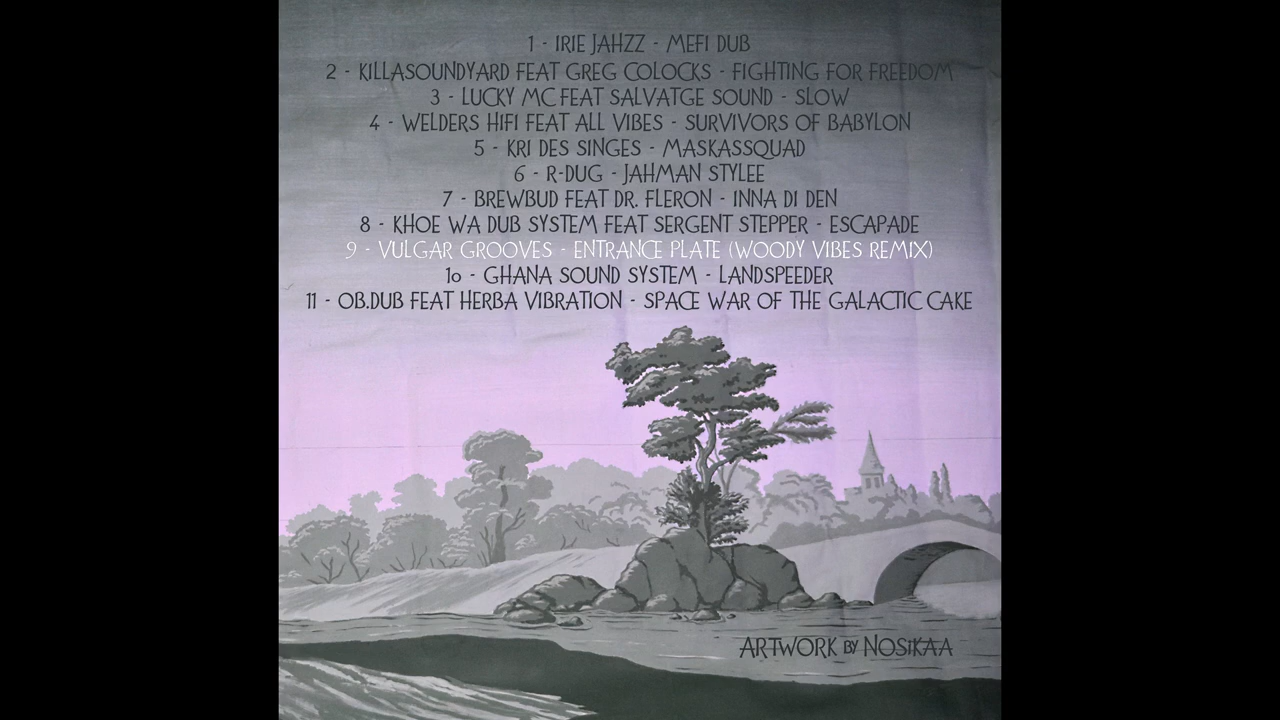 1 - IRIE JAHZZ - MEFI DUB
2 - KILLASOUNDYARD FEAT GREG COLOCKS - FIGHTING FOR FREEDOM
3 - LUCKY MC FEAT SALVATGE SOUND - SLOW
4 - WELDERS HIFI FEAT ALL VIBES - SURVIVORS OF BABYLON
5 - KRI DES SINGES - MASKASSQUAD
6 - R-DUG - JAHMAN STYLEE
7 - BREWBUD FEAT DR. FLERON - INNA DI DEN
8 - KHOE WA DUB SYSTEM FEAT SERGENT STEPPER - ESCAPADE
9 - VULGAR GROOVES - ENTRANCE PLATE (WOODY VIBES REMIX)
10 - GHANA SOUND SYSTEM - LANDSPEEDER
11 - OB.DUB FEAT HERBA VIBRATION - SPACE WAR OF THE GALACTIC CAKE
ARTWORK BY NOSiKAA